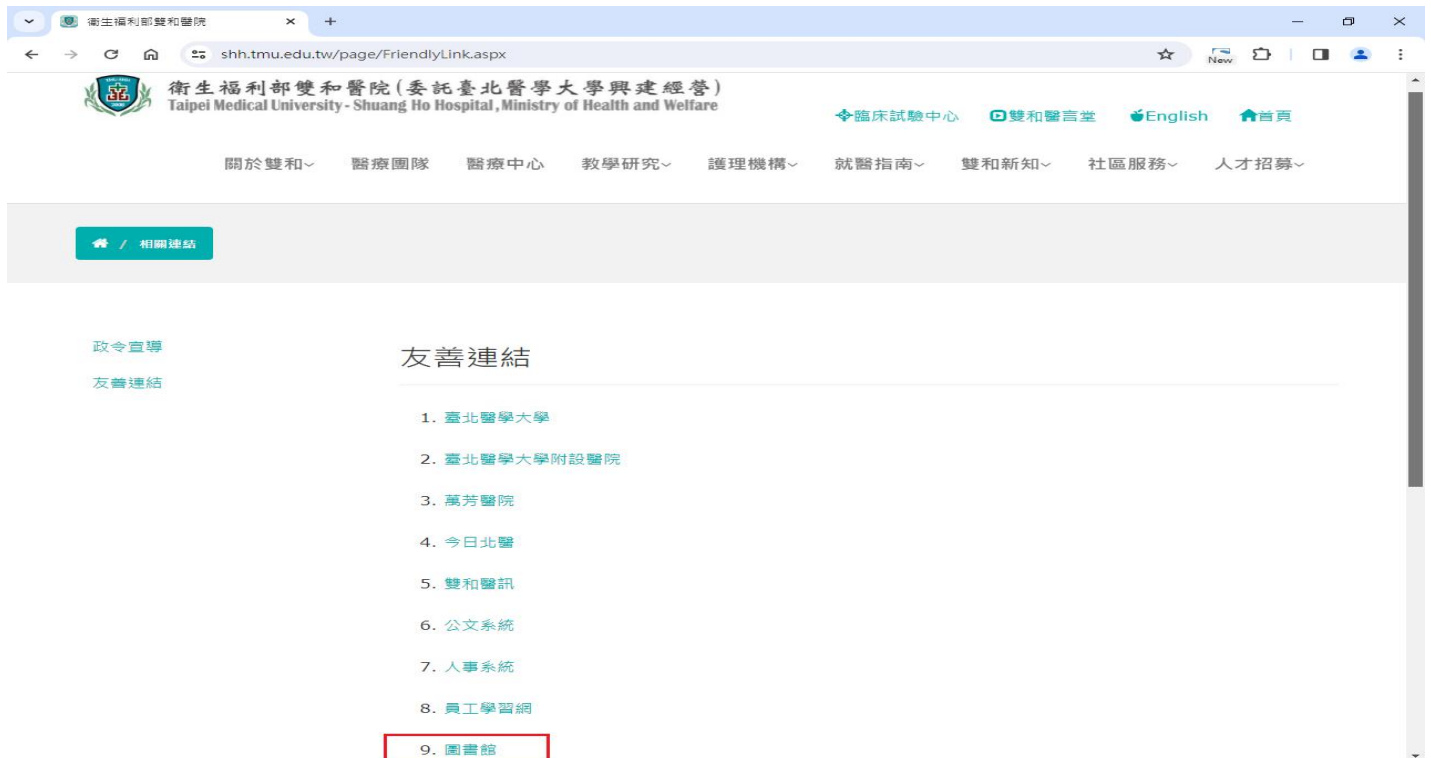 衛生福利部雙和醫院
shh.tmu.edu.tw/page/FriendlyLink.aspx
New
衛生福利部雙和醫院(委託臺北醫學大學興建經營)
Taipei Medical University - Shuang Ho Hospital, Ministry of Health and Welfare
臨床試驗中心 雙和醫言堂 English 首頁
關於雙和 醫療團隊 醫療中心 教學研究 護理機構 就醫指南 雙和新知 社區服務 人才招募
/ 相關連結
政令宣導
友善連結
友善連結
1. 臺北醫學大學
2. 臺北醫學大學附設醫院
3. 萬芳醫院
4. 今日北醫
5. 雙和醫訊
6. 公文系統
7. 人事系統
8. 員工學習網
9. 圖書館